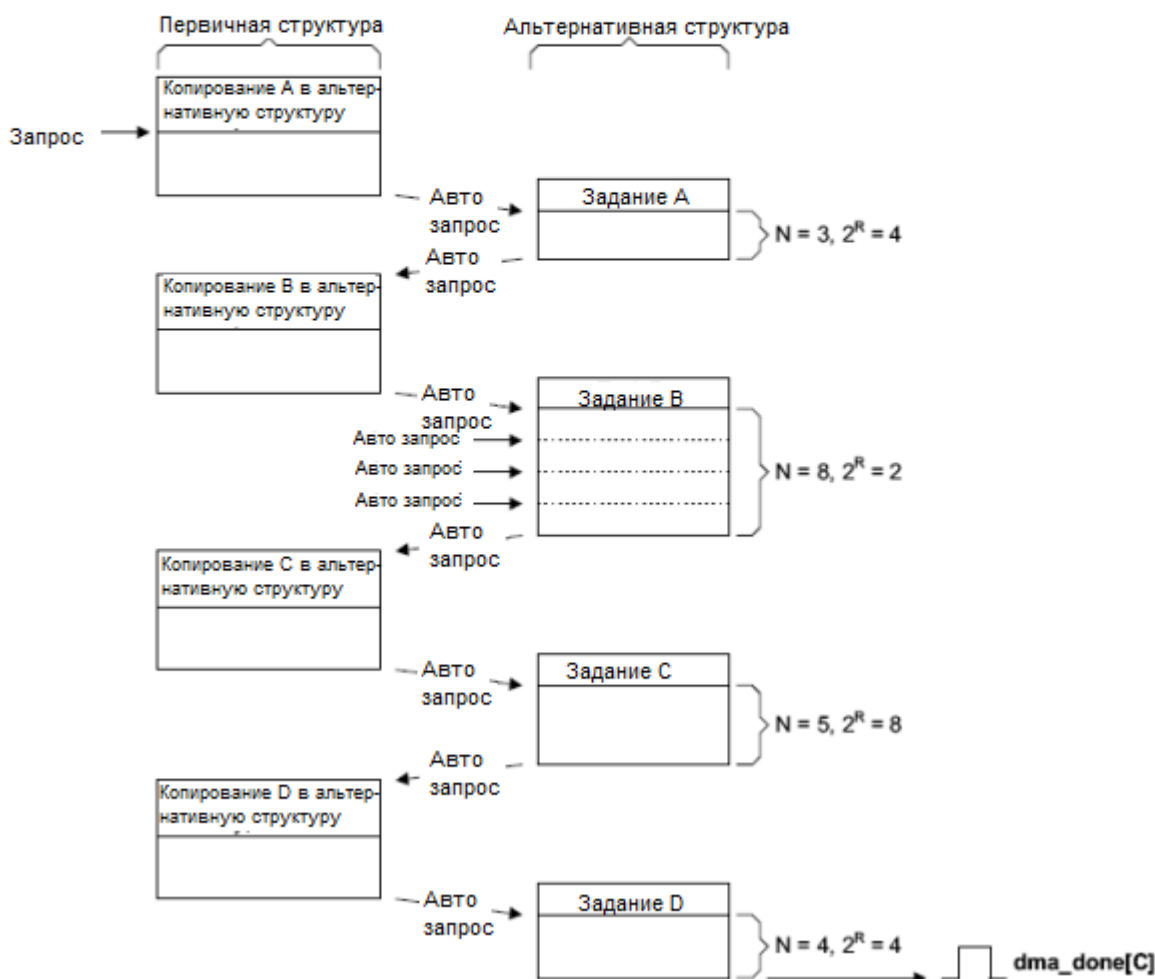 Первичная структура
Альтернативная структура
Копирование A в альтер-
нативную структуру
Запрос
Авто
запрос
Задание A
N = 3, 2^R = 4
Авто
запрос
Копирование B в альтер-
нативную структуру
Авто
запрос
Задание B
Авто запрос
Авто запрос
Авто запрос
N = 8, 2^R = 2
Авто
запрос
Копирование C в альтер-
нативную структуру
Авто
запрос
Задание C
N = 5, 2^R = 8
Авто
запрос
Копирование D в альтер-
нативную структуру
Авто
запрос
Задание D
N = 4, 2^R = 4
dma_done[C]